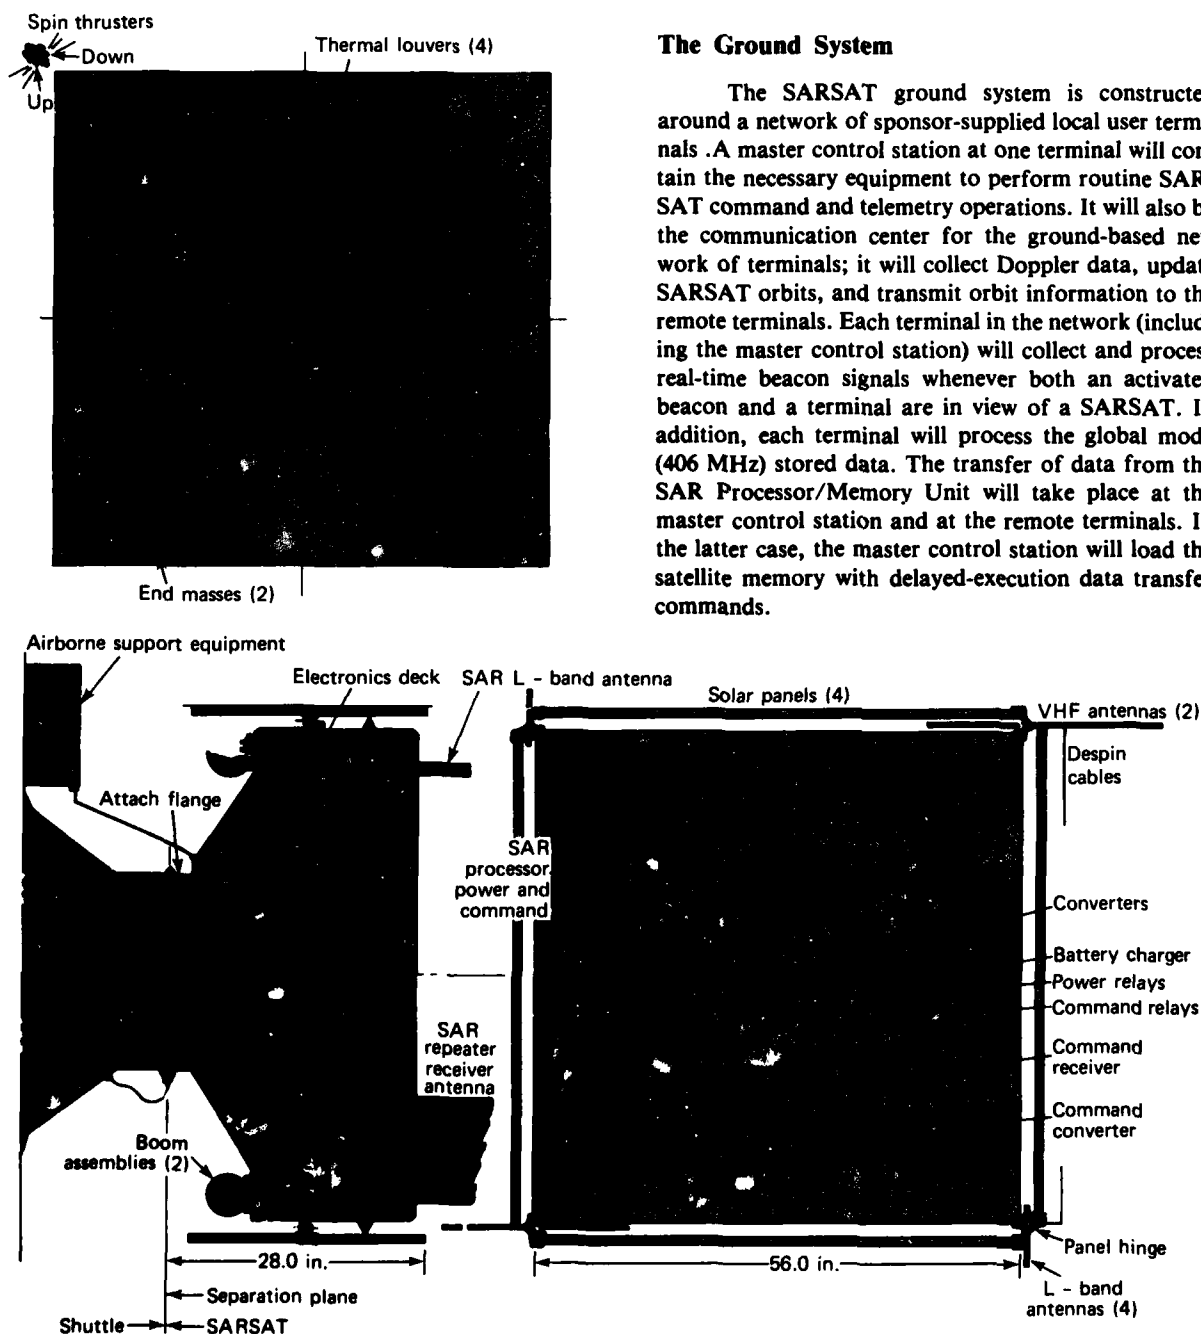 Spin thrusters
Down
Up
Thermal louvers (4)
End masses (2)
The Ground System
The SARSAT ground system is constructe
around a network of sponsor-supplied local user term
nals .A master control station at one terminal will con
tain the necessary equipment to perform routine SAR
SAT command and telemetry operations. It will also b
the communication center for the ground-based ne
work of terminals; it will collect Doppler data, updat
SARSAT orbits, and transmit orbit information to th
remote terminals. Each terminal in the network (includ
ing the master control station) will collect and proces
real-time beacon signals whenever both an activate
beacon and a terminal are in view of a SARSAT. I
addition, each terminal will process the global mod
(406 MHz) stored data. The transfer of data from th
SAR Processor/Memory Unit will take place at th
master control station and at the remote terminals. I
the latter case, the master control station will load th
satellite memory with delayed-execution data transfe
commands.
Airborne support equipment
Electronics deck
SAR L - band antenna
Attach flange
SAR
repeater
receiver
antenna
Boom
assemblies (2)
28.0 in.
Separation plane
Shuttle
SARSAT
Solar panels (4)
VHF antennas (2)
Despin
cables
SAR
processor,
power and
command
Converters
Battery charger
Power relays
Command relays
Command
receiver
Command
converter
Panel hinge
56.0 in.
L - band
antennas (4)